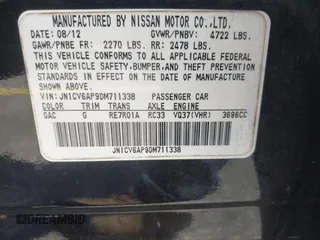 MANUFACTURED BY NISSAN MOTOR CO.,LTD.
DATE: 08/12 GVWR/PNBV: 4722 LBS.
GAWR/PNBE FR: 2270 LBS. RR: 2478 LBS.
THIS VEHICLE CONFORMS TO ALL APPLICABLE
FEDERAL MOTOR VEHICLE SAFETY, BUMPER, AND THEFT PREVENTION
STANDARDS IN EFFECT ON THE DATE OF MANUFACTURE
SHOWN ABOVE.
VIN: JN1CV6AP9DM711338 PASSENGER CAR
COLOR TRIM TRANS AXLE ENGINE
GAC G RE7R01A RC33 VQ37(VHR) 3696CC
JN1CV6AP9DM711338
DREAMBID